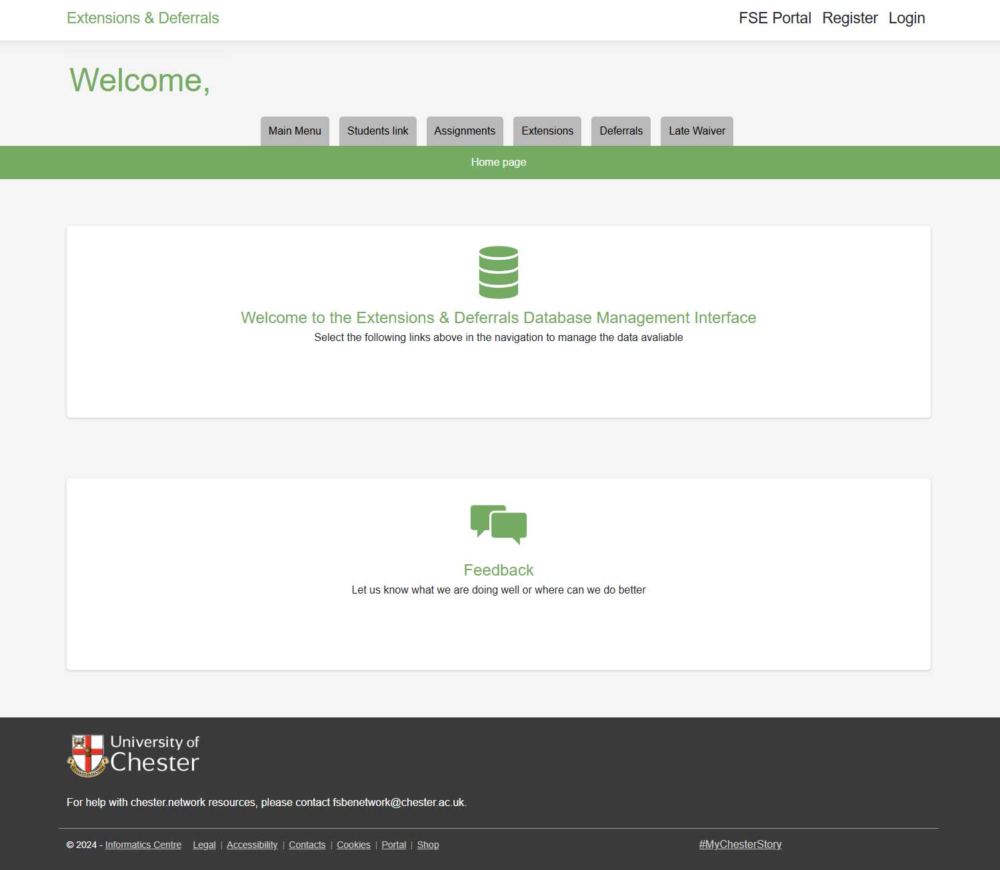 Extensions & Deferrals
FSE Portal Register Login
Welcome,
Main Menu Students link Assignments Extensions Deferrals Late Waiver
Home page
Welcome to the Extensions & Deferrals Database Management Interface
Select the following links above in the navigation to manage the data avaliable
Feedback
Let us know what we are doing well or where can we do better
University of
Chester
For help with chester.network resources, please contact fsbenetwork@chester.ac.uk.
© 2024 - Informatics Centre Legal | Accessibility | Contacts | Cookies | Portal | Shop #MyChesterStory